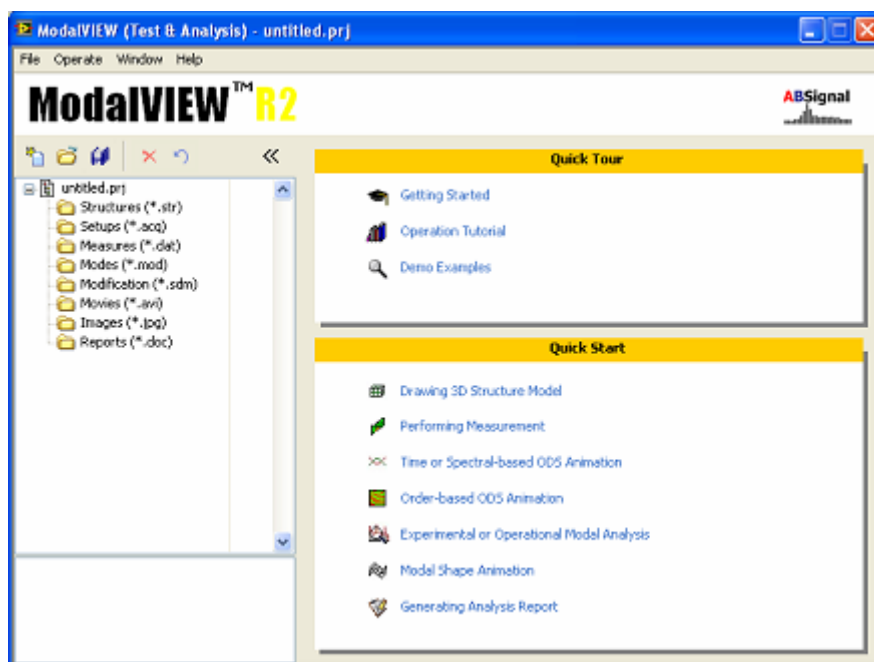 ModalVIEW (Test & Analysis) - untitled.prj
File Operate Window Help
ModalVIEW™ R2
ABSignal
untitled.prj
Structures (*.str)
Setups (*.acq)
Measures (*.dat)
Modes (*.mod)
Modification (*.sdm)
Movies (*.avi)
Images (*.jpg)
Reports (*.doc)
Quick Tour
Getting Started
Operation Tutorial
Demo Examples
Quick Start
Drawing 3D Structure Model
Performing Measurement
Time or Spectral-based ODS Animation
Order-based ODS Animation
Experimental or Operational Modal Analysis
Modal Shape Animation
Generating Analysis Report